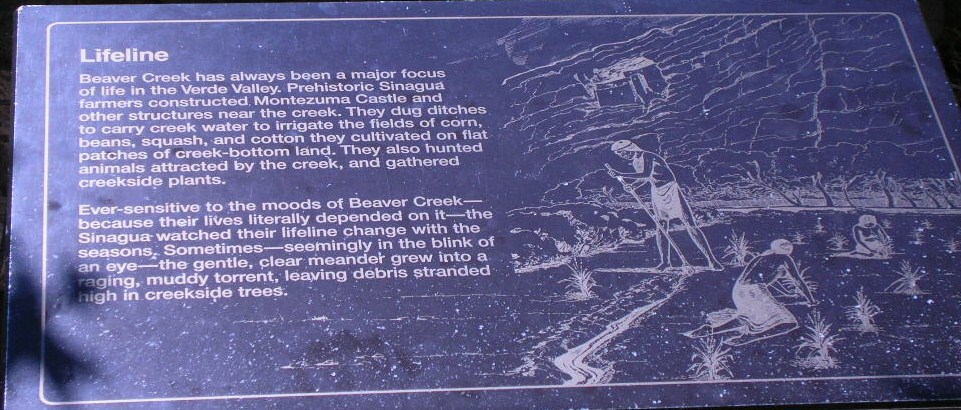 Lifeline
Beaver Creek has always been a major focus
of life in the Verde Valley. Prehistoric Sinagua
farmers constructed Montezuma Castle and
other structures near the creek. They dug ditches
to carry creek water to irrigate the fields of corn,
beans, squash, and cotton they cultivated on flat
patches of creek-bottom land. They also hunted
animals attracted by the creek, and gathered
creekside plants.
Ever-sensitive to the moods of Beaver Creek—
because their lives literally depended on it—the
Sinagua watched their lifeline change with the
seasons. Sometimes—seemingly in the blink of
an eye—the gentle, clear meander grew into a
raging, muddy torrent, leaving debris stranded
high in creekside trees.